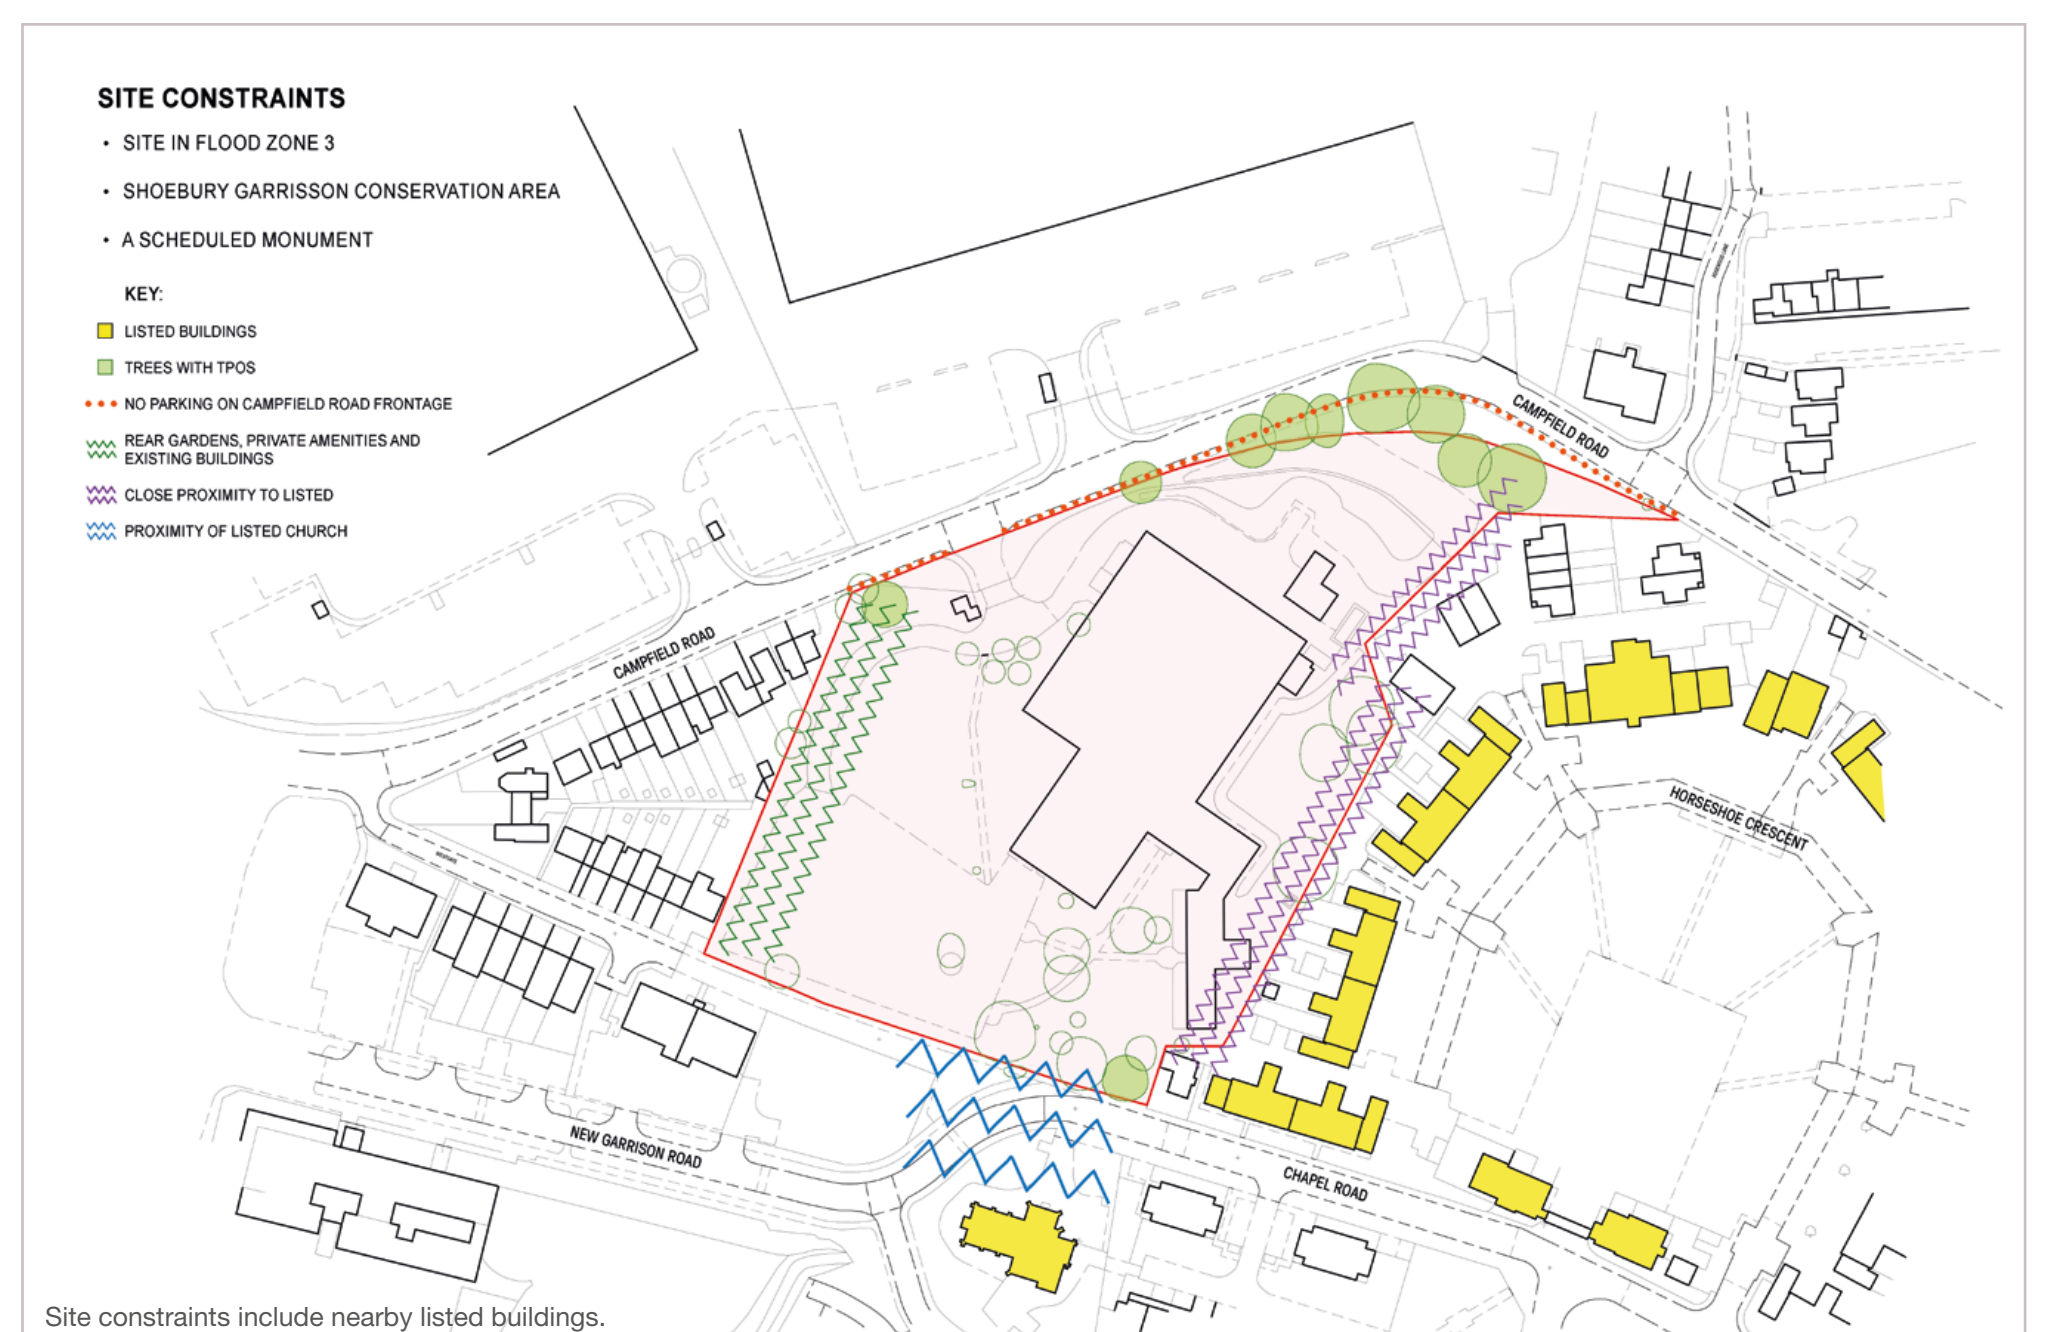 SITE CONSTRAINTS
• SITE IN FLOOD ZONE 3
• SHOEBURY GARRISSON CONSERVATION AREA
• A SCHEDULED MONUMENT
KEY:
LISTED BUILDINGS
TREES WITH TPOS
NO PARKING ON CAMPFIELD ROAD FRONTAGE
REAR GARDENS, PRIVATE AMENITIES AND
EXISTING BUILDINGS
CLOSE PROXIMITY TO LISTED
PROXIMITY OF LISTED CHURCH
CAMPFIELD ROAD
CAMPFIELD ROAD
HORSESHOE CRESCENT
NEW GARRISON ROAD
CHAPEL ROAD
Site constraints include nearby listed buildings.